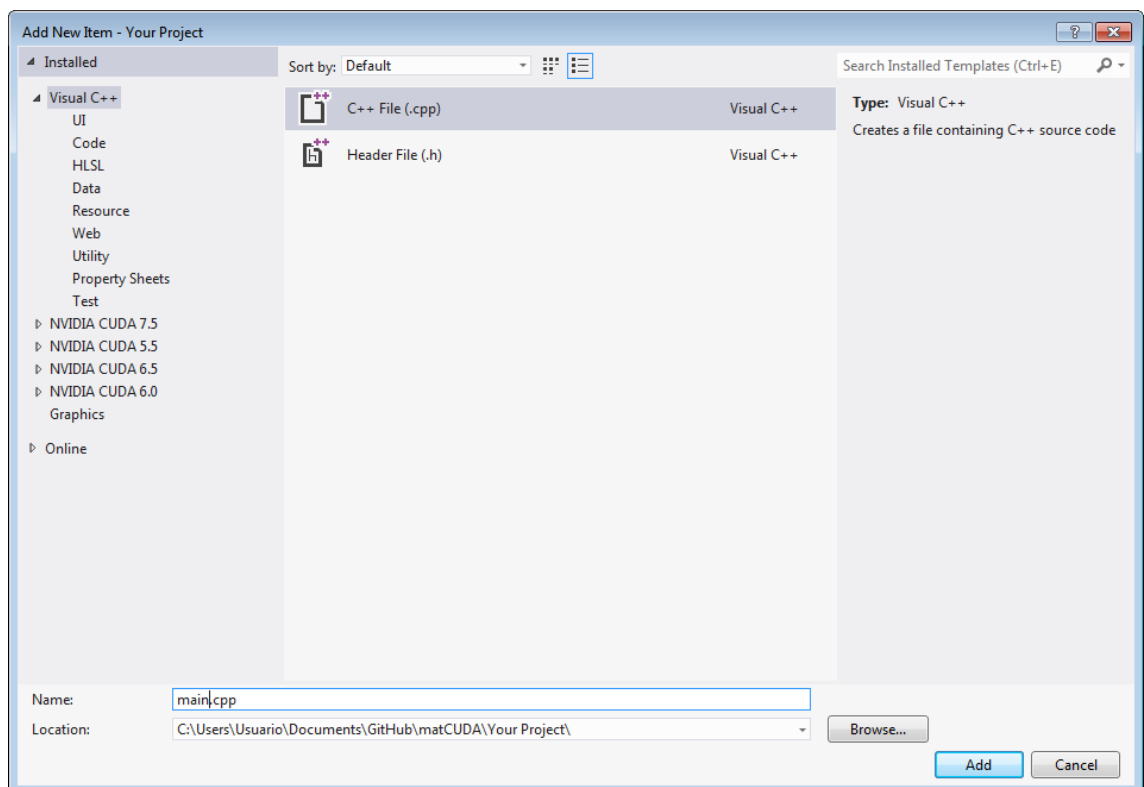 Add New Item - Your Project
Installed
Visual C++
UI
Code
HLSL
Data
Resource
Web
Utility
Property Sheets
Test
NVIDIA CUDA 7.5
NVIDIA CUDA 5.5
NVIDIA CUDA 6.5
NVIDIA CUDA 6.0
Graphics
Online
Sort by: Default
C++ File (.cpp) Visual C++
Header File (.h) Visual C++
Search Installed Templates (Ctrl+E)
Type: Visual C++
Creates a file containing C++ source code
Name: main.cpp
Location: C:\Users\Usuario\Documents\GitHub\matCUDA\Your Project\
Browse...
Add Cancel